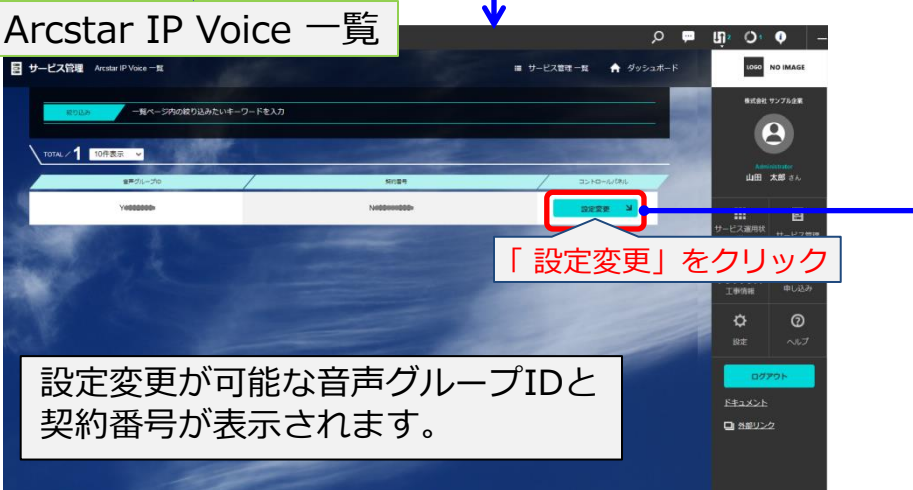 Arcstar IP Voice 一覧
サービス管理 Arcstar IP Voice 一覧
サービス管理一覧 ダッシュボード
LOGO NO IMAGE
絞り込み 一覧ページ内の絞り込みたいキーワードを入力
株式会社 サンプル企業
TOTAL / 1 10件表示
Administrator
山田 太郎 さん
音声グループID 契約番号 コントロールパネル
設定変更
「 設定変更」をクリック
サービス運用状
サービス管理
工事情報
申し込み
設定 ヘルプ
設定変更が可能な音声グループIDと
契約番号が表示されます。
ログアウト
ドキュメント
外部リンク